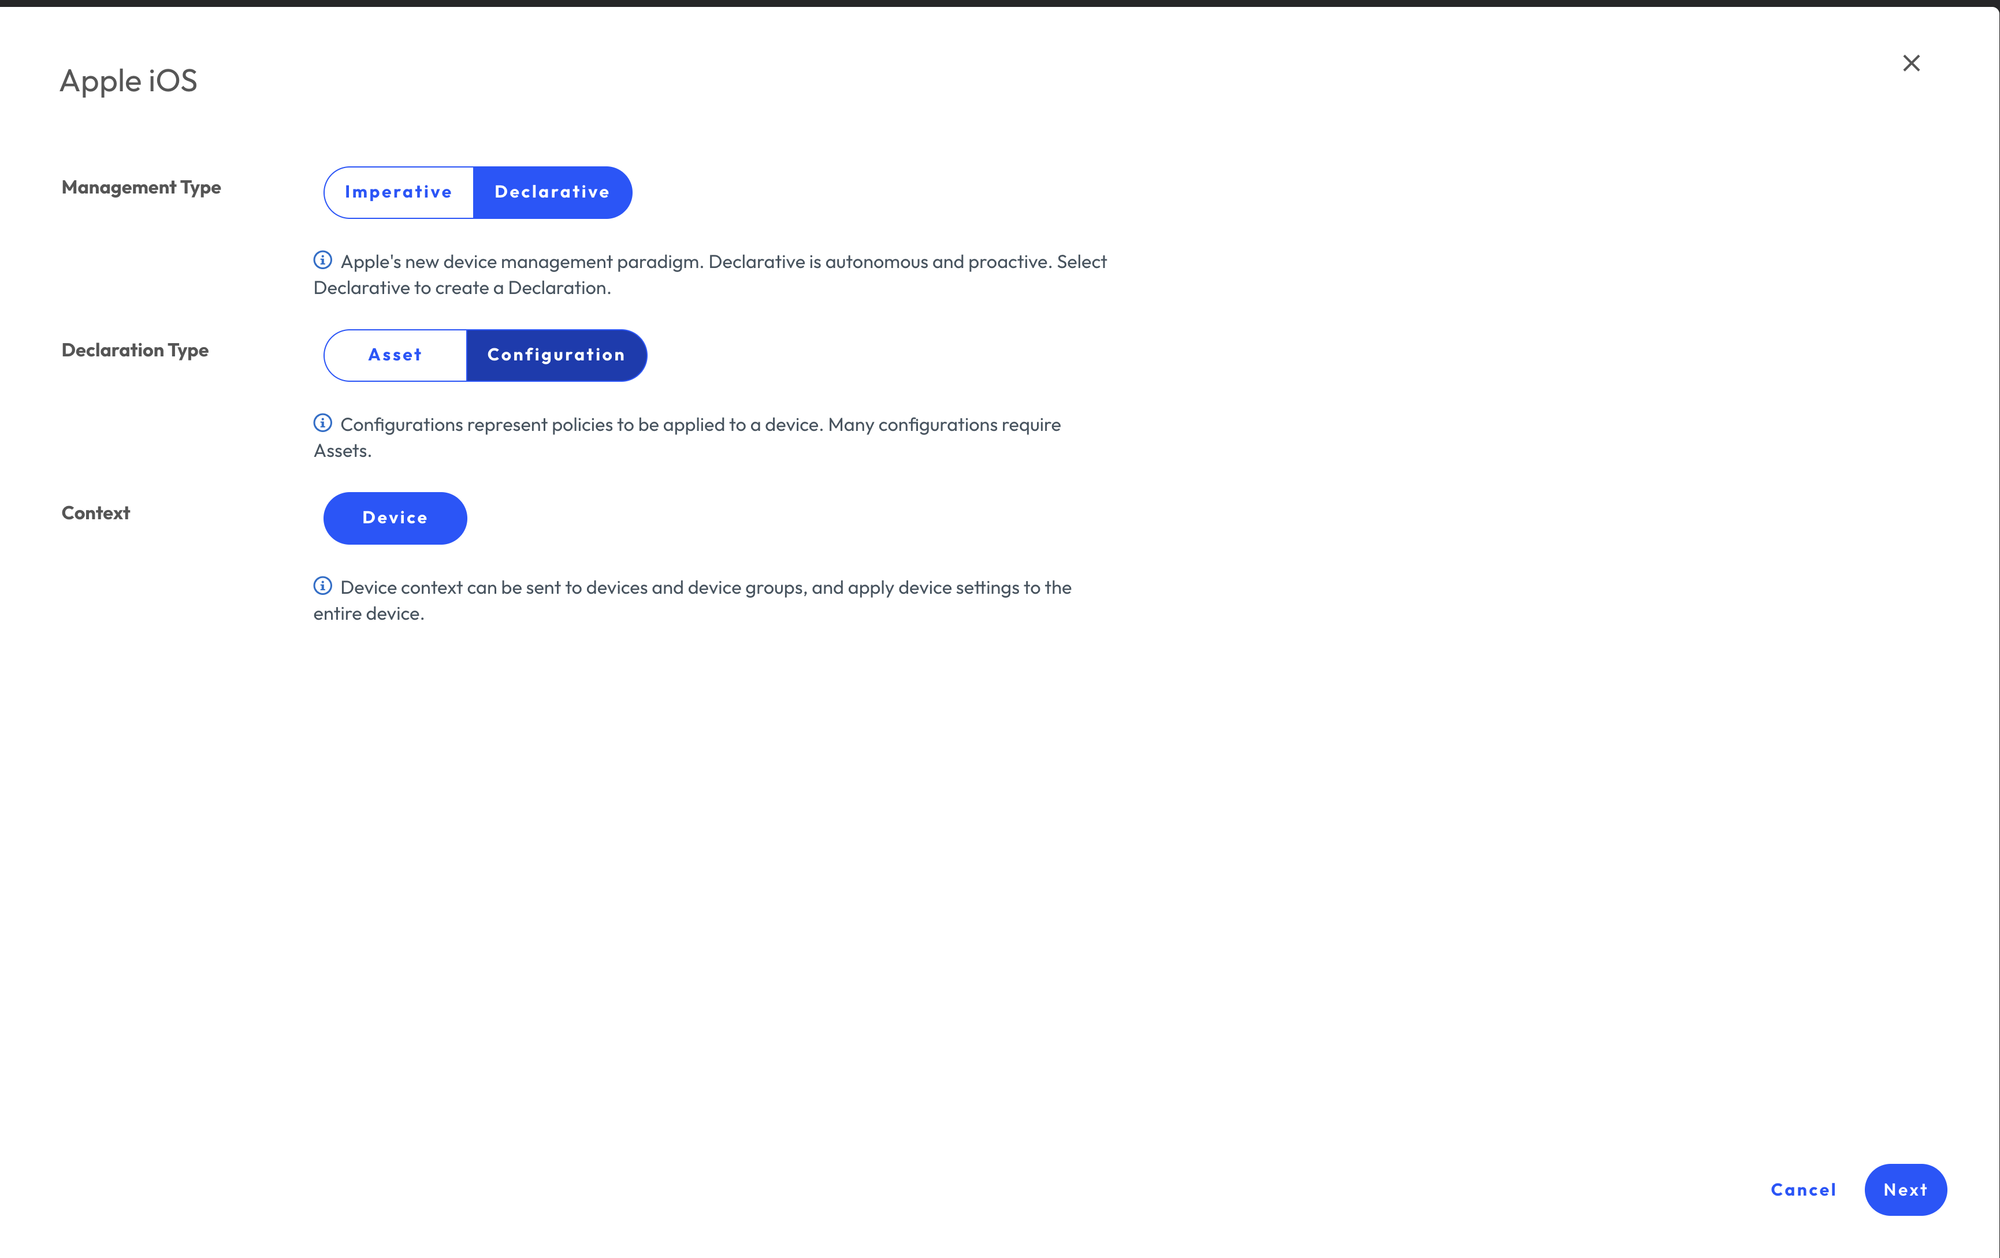 Apple iOS
Management Type
Imperative
Declarative
Apple's new device management paradigm. Declarative is autonomous and proactive. Select
Declarative to create a Declaration.
Declaration Type
Asset
Configuration
Configurations represent policies to be applied to a device. Many configurations require
Assets.
Context
Device
Device context can be sent to devices and device groups, and apply device settings to the
entire device.
Cancel
Next